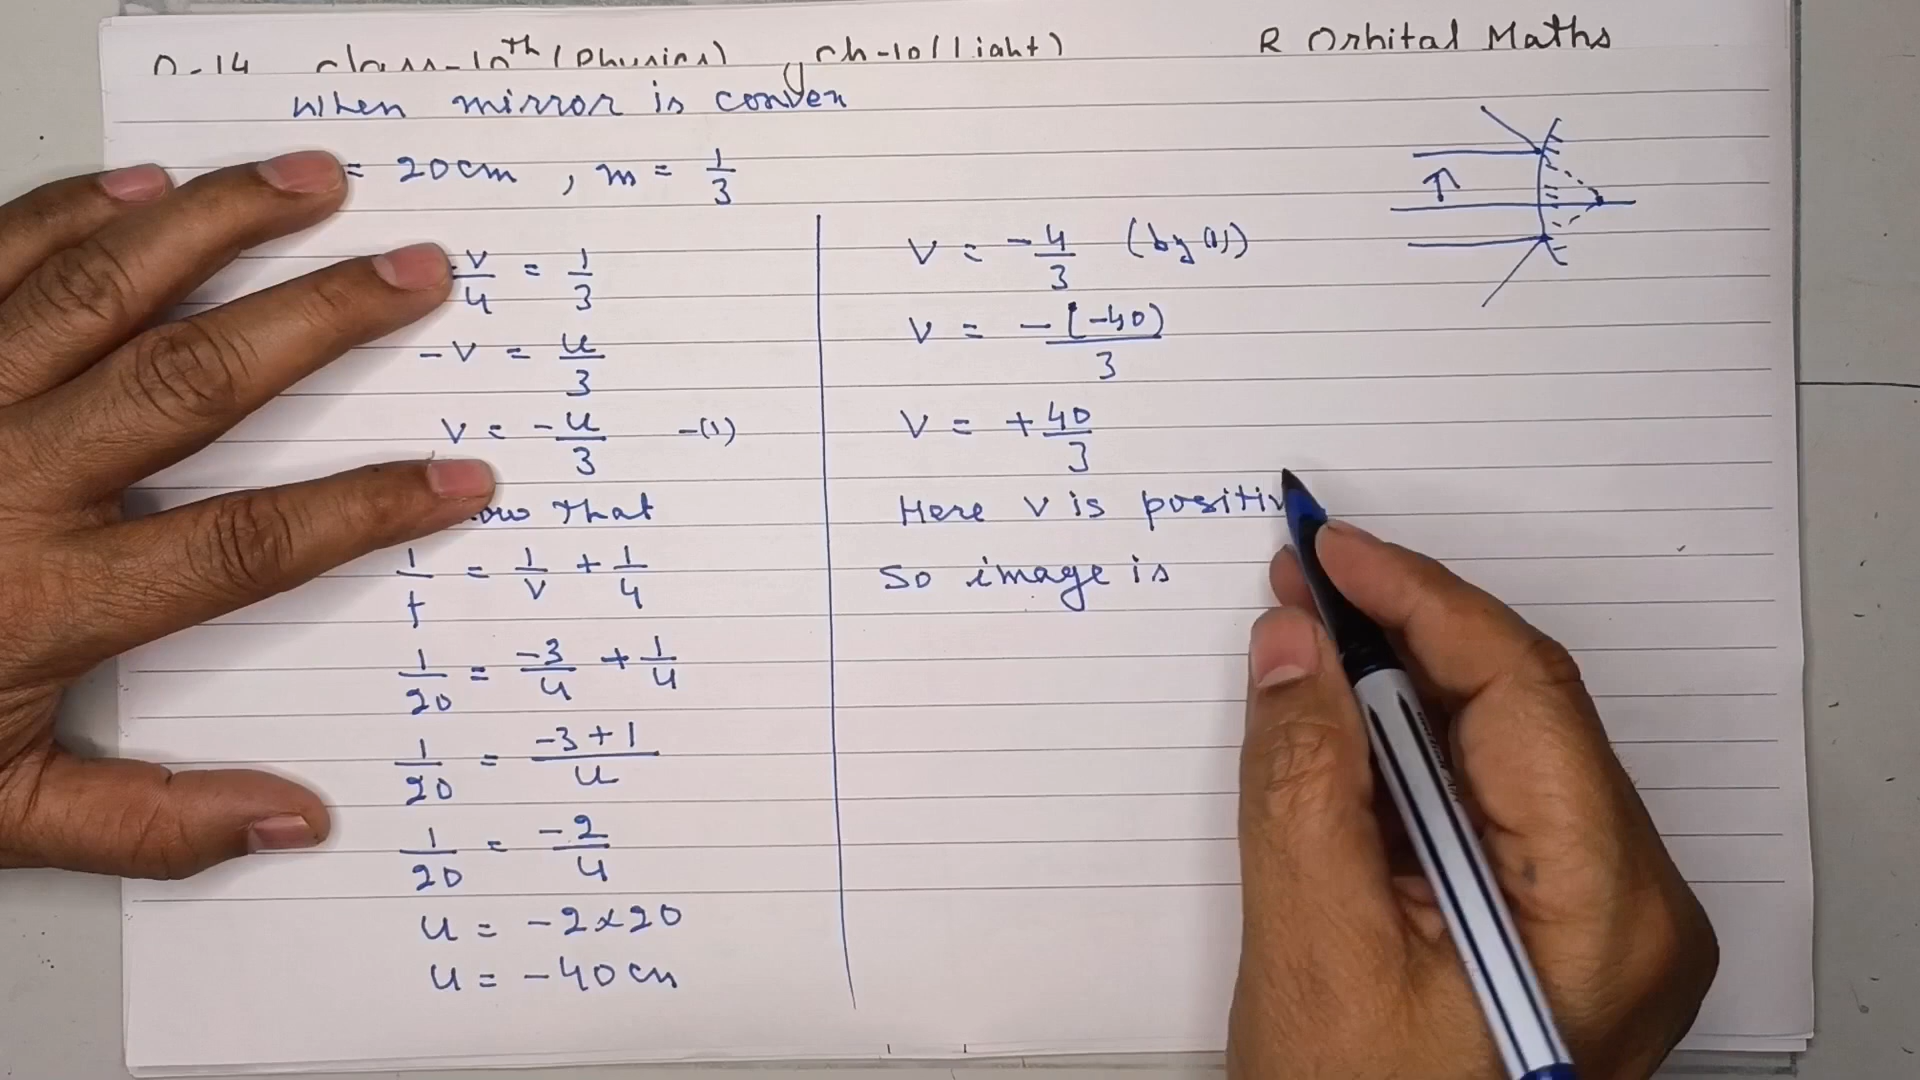 Q-14 class-10th (Physics) ch-10 (light) R Orbital Maths
When mirror is convex
= 20cm , m = 1/3
-v/u = 1/3
-v = u/3
v = -u/3 -(1)
that
1/f = 1/v + 1/u
1/20 = -3/u + 1/u
1/20 = -3+1/u
1/20 = -2/u
u = -2x20
u = -40cm
v = -u/3 (by (1))
v = -(-40)/3
v = +40/3
Here v is positiv
So image is